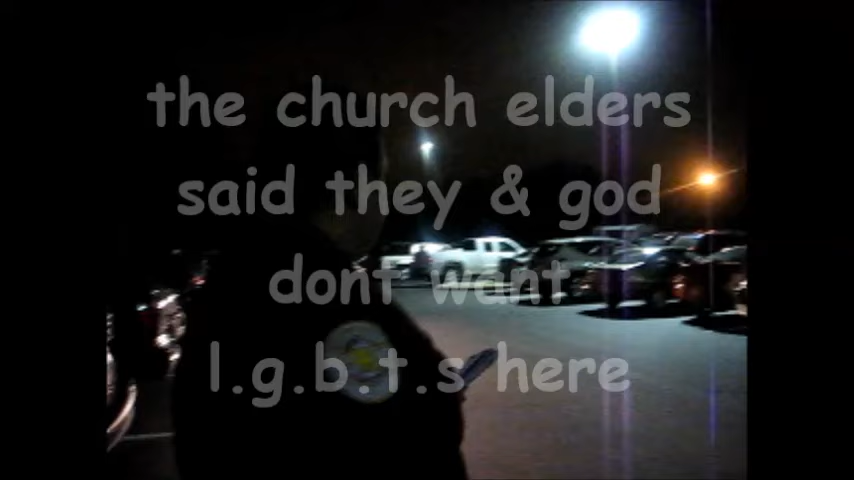 the church elders
said they & god
dont want
l.g.b.t.s here